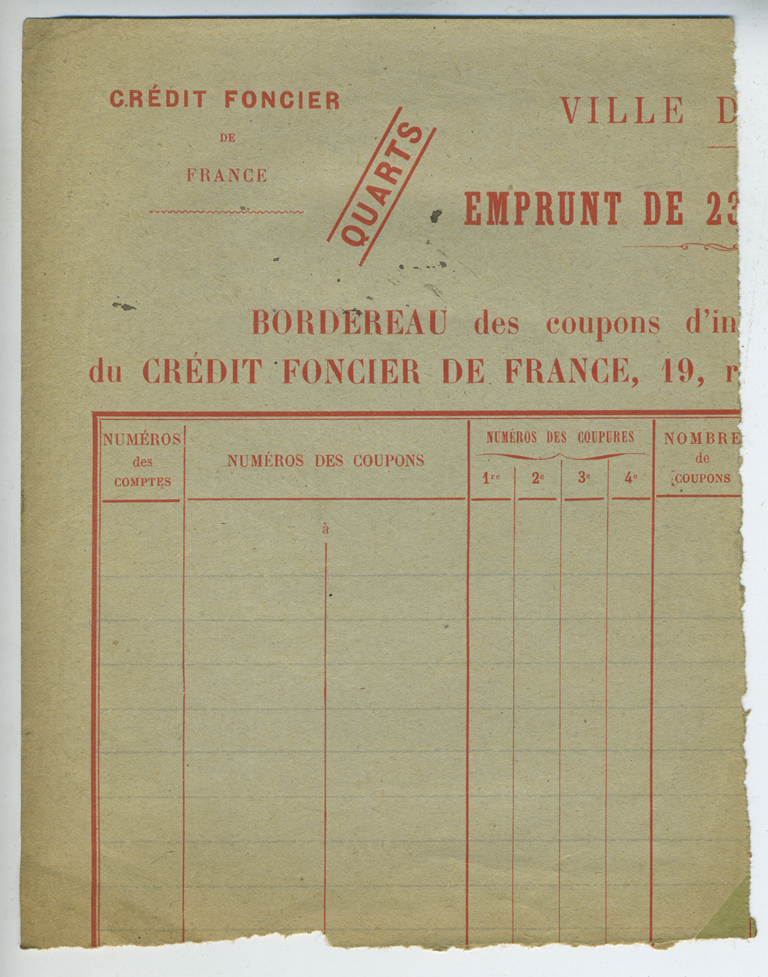 CRÉDIT FONCIER
DE
FRANCE
QUARTS
VILLE D
EMPRUNT DE 23
BORDEREAU des coupons d'in
du CRÉDIT FONCIER DE FRANCE, 19, r
NUMÉROS
des
COMPTES
NUMÉROS DES COUPONS
NUMÉROS DES COUPURES
1re 2e 3e 4e
NOMBRE
de
COUPONS
à